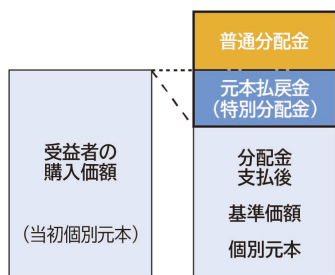 普通分配金
元本払戻金
（特別分配金）
受益者の
購入価額
（当初個別元本）
分配金
支払後
基準価額
個別元本